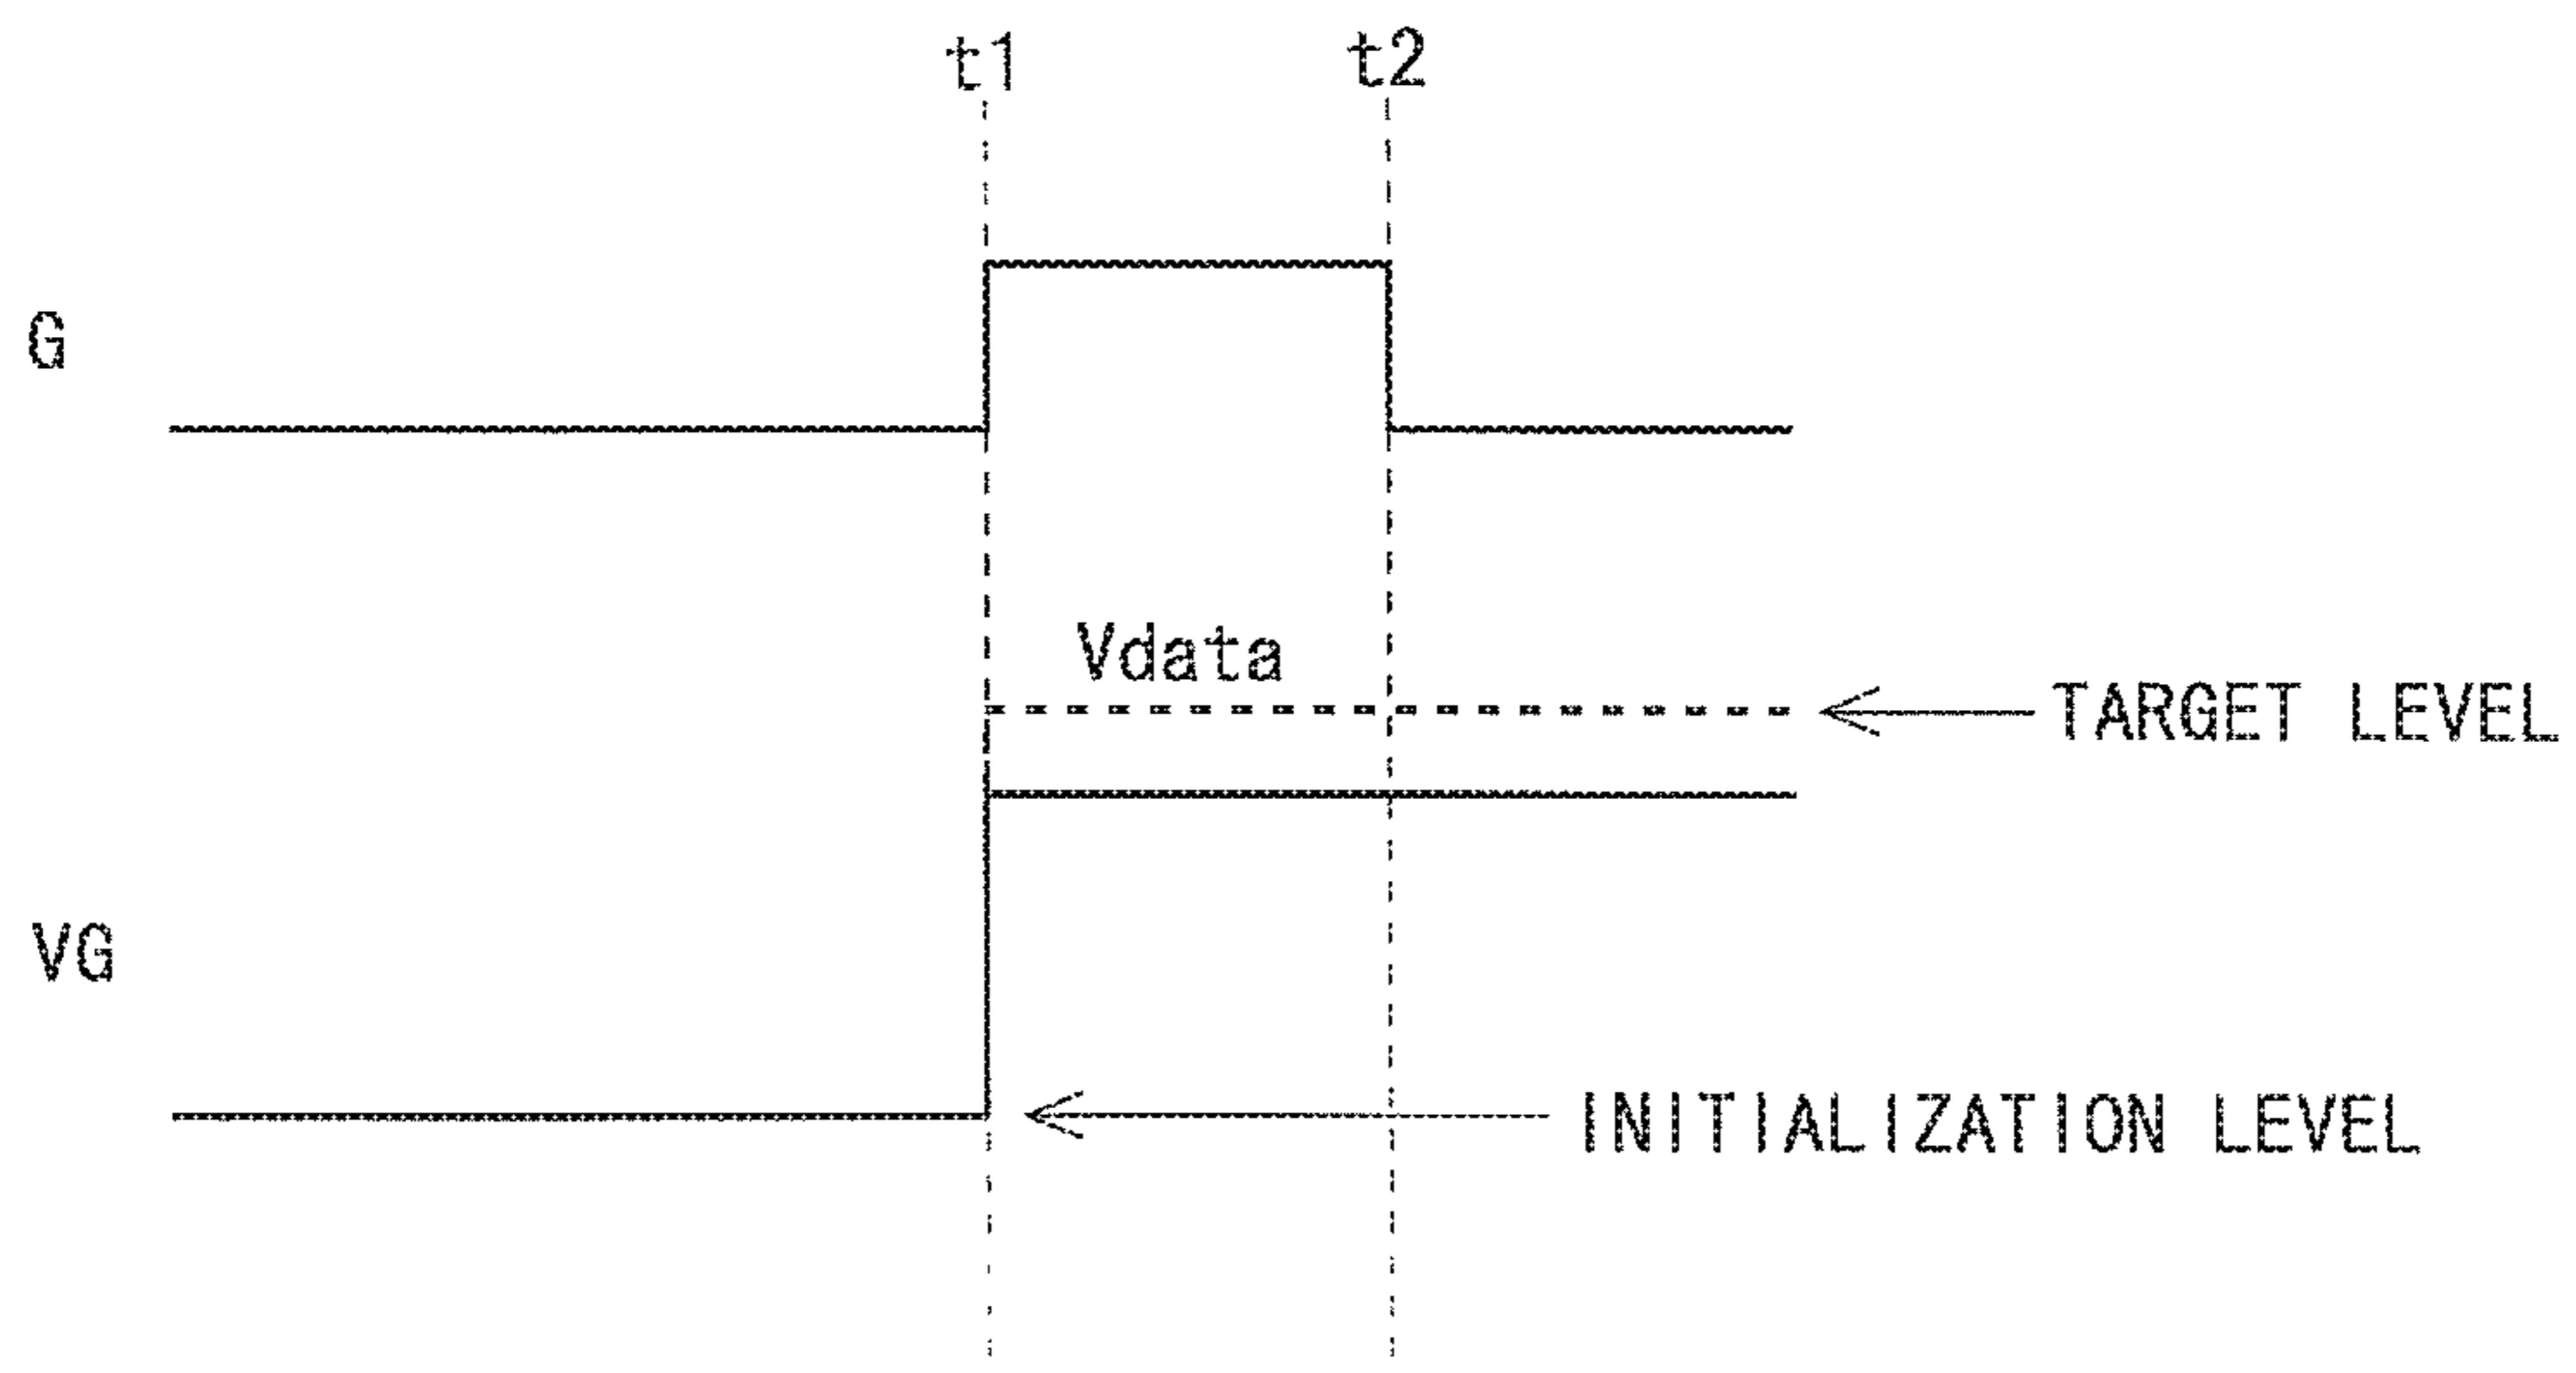 t1 t2
G
Vdata
TARGET LEVEL
VG
INITIALIZATION LEVEL